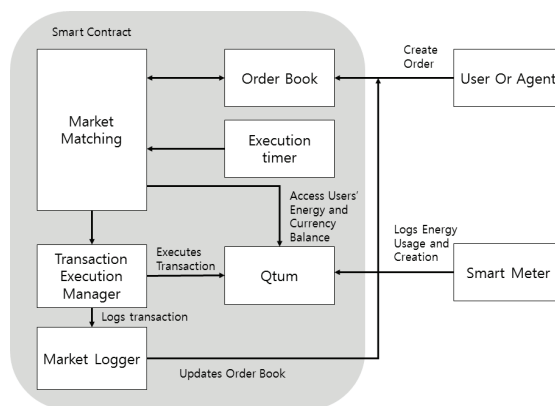 Smart Contract
Market
Matching
Order Book
Create
Order
User Or Agent
Execution
timer
Access Users'
Energy and
Currency
Balance
Transaction
Execution
Manager
Executes
Transaction
Qtum
Logs Energy
Usage and
Creation
Smart Meter
Logs transaction
Market Logger
Updates Order Book